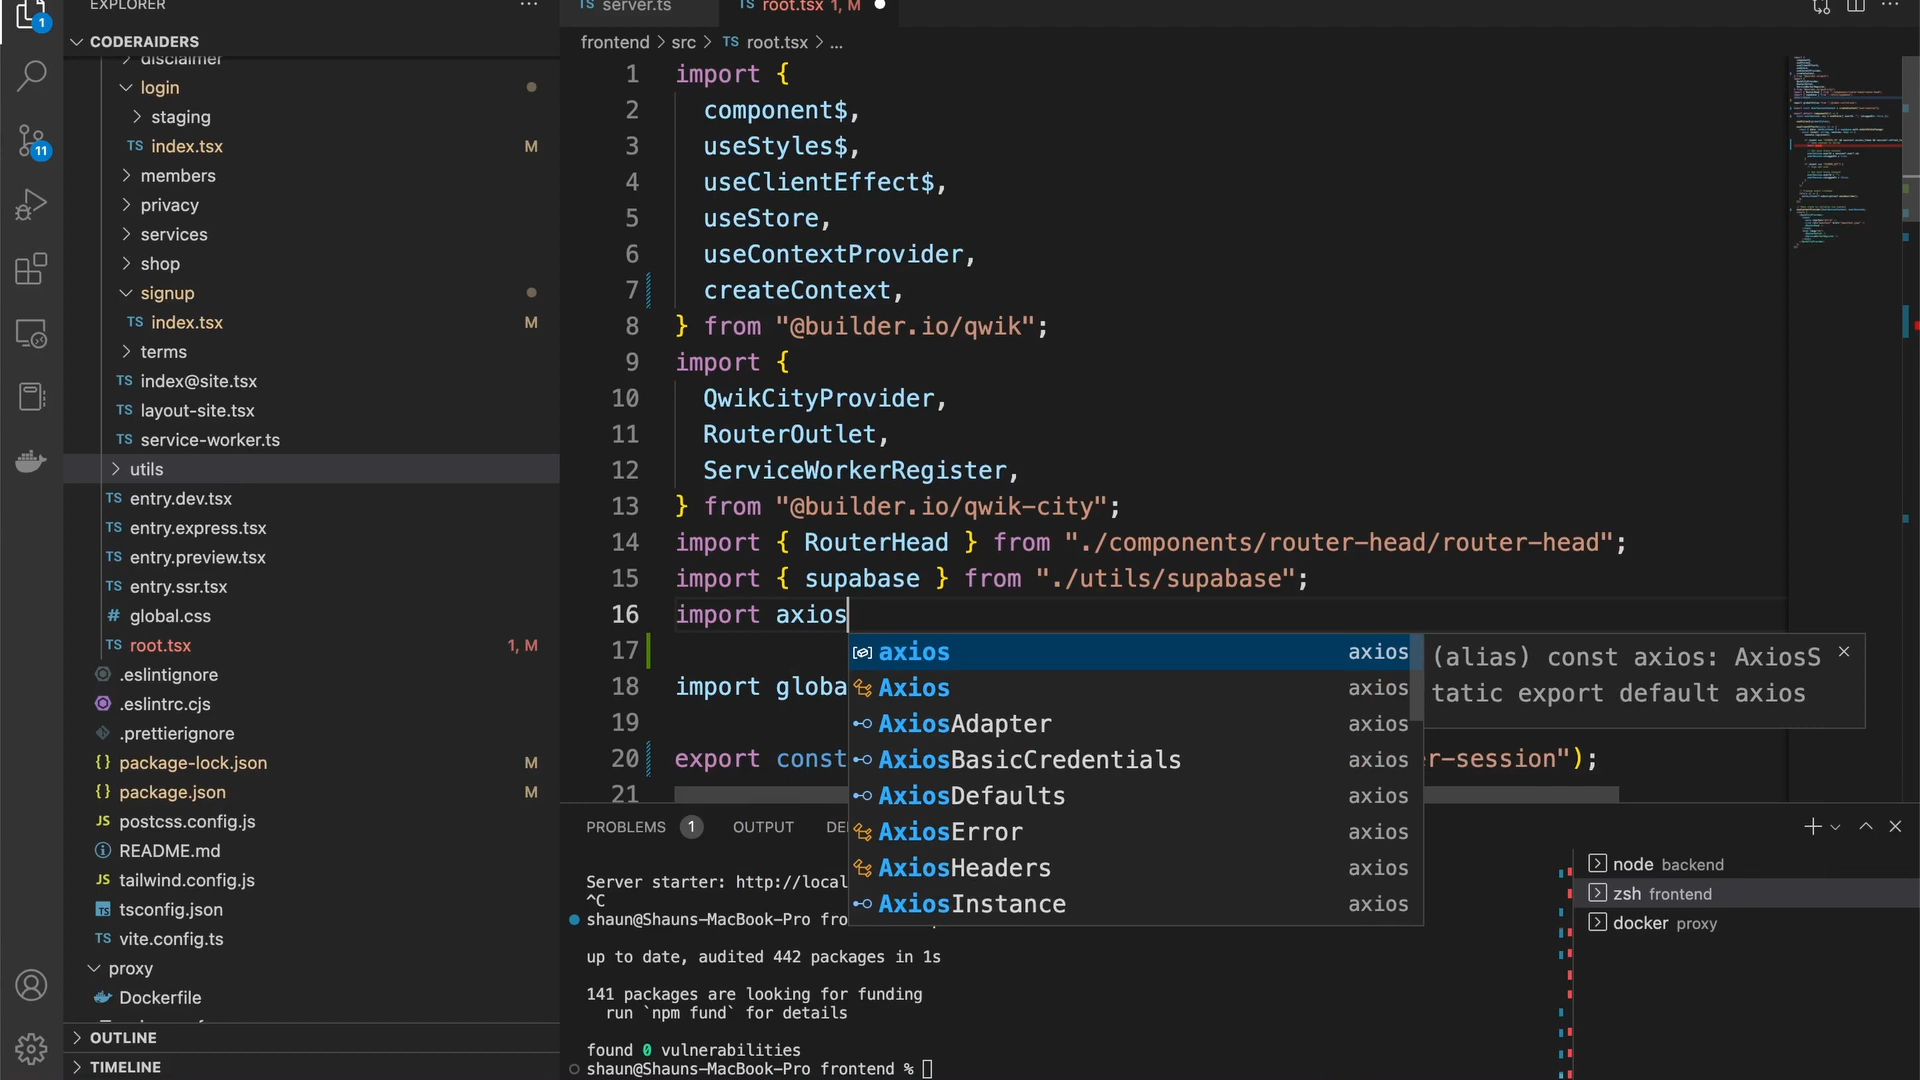 EXPLORER
...
1
CODERAIDERS
disclaimer
login
staging
TS index.tsx M
members
privacy
services
shop
signup
TS index.tsx M
terms
TS index@site.tsx
TS layout-site.tsx
TS service-worker.ts
utils
TS entry.dev.tsx
TS entry.express.tsx
TS entry.preview.tsx
TS entry.ssr.tsx
# global.css
TS root.tsx 1, M
.eslintignore
.eslintrc.cjs
.prettierignore
{} package-lock.json M
{} package.json M
JS postcss.config.js
README.md
JS tailwind.config.js
TS tsconfig.json
TS vite.config.ts
proxy
Dockerfile
OUTLINE
TIMELINE
11
TS server.ts
TS root.tsx 1, M
frontend > src > TS root.tsx > ...
1 import {
2 component$,
3 useStyles$,
4 useClientEffect$,
5 useStore,
6 useContextProvider,
7 createContext,
8 } from "@builder.io/qwik";
9 import {
10 QwikCityProvider,
11 RouterOutlet,
12 ServiceWorkerRegister,
13 } from "@builder.io/qwik-city";
14 import { RouterHead } from "./components/router-head/router-head";
15 import { supabase } from "./utils/supabase";
16 import axios
17
18 import globa
19
20 export const r-session");
21
axios axios
Axios axios
AxiosAdapter axios
AxiosBasicCredentials axios
AxiosDefaults axios
AxiosError axios
AxiosHeaders axios
AxiosInstance axios
(alias) const axios: AxiosS
tatic export default axios
PROBLEMS 1 OUTPUT DE
Server starter: http://local
^C
shaun@Shauns-MacBook-Pro fro
up to date, audited 442 packages in 1s
141 packages are looking for funding
run `npm fund` for details
found 0 vulnerabilities
shaun@Shauns-MacBook-Pro frontend %
node backend
zsh frontend
docker proxy